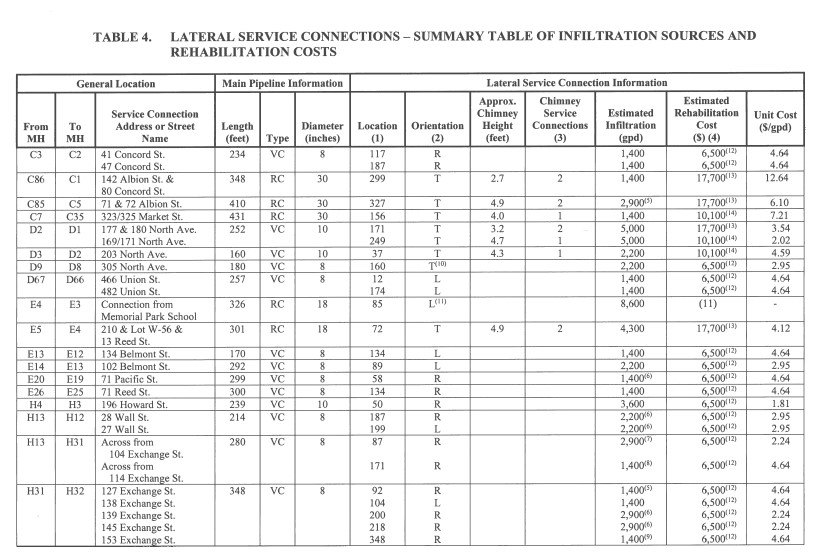 TABLE 4. LATERAL SERVICE CONNECTIONS – SUMMARY TABLE OF INFILTRATION SOURCES AND
REHABILITATION COSTS
General Location Main Pipeline Information Lateral Service Connection Information
From MH To MH Service Connection Address or Street Name Length (feet) Type Diameter (inches) Location (1) Orientation (2) Approx. Chimney Height (feet) Chimney Service Connections (3) Estimated Infiltration (gpd) Estimated Rehabilitation Cost ($) (4) Unit Cost ($/gpd)
C3 C2 41 Concord St. 234 VC 8 117 R 1,400 6,500(12) 4.64
47 Concord St. 187 R 1,400 6,500(12) 4.64
C86 C1 142 Albion St. & 348 RC 30 299 T 2.7 2 1,400 17,700(13) 12.64
80 Concord St.
C85 C5 71 & 72 Albion St. 410 RC 30 327 T 4.9 2 2,900(5) 17,700(13) 6.10
C7 C35 323/325 Market St. 431 RC 30 156 T 4.0 1 1,400 10,100(14) 7.21
D2 D1 177 & 180 North Ave. 252 VC 10 171 T 3.2 2 5,000 17,700(13) 3.54
169/171 North Ave. 249 T 4.7 1 5,000 10,100(14) 2.02
D3 D2 203 North Ave. 160 VC 10 37 T 4.3 1 2,200 10,100(14) 4.59
D9 D8 305 North Ave. 180 VC 8 160 T(10) 2,200 6,500(12) 2.95
D67 D66 466 Union St. 257 VC 8 12 L 1,400 6,500(12) 4.64
482 Union St. 174 L 1,400 6,500(12) 4.64
E4 E3 Connection from 326 RC 18 85 L(11) 8,600 (11) -
Memorial Park School
E5 E4 210 & Lot W-56 & 301 RC 18 72 T 4.9 2 4,300 17,700(13) 4.12
13 Reed St.
E13 E12 134 Belmont St. 170 VC 8 134 L 1,400 6,500(12) 4.64
E14 E13 102 Belmont St. 292 VC 8 89 L 2,200 6,500(12) 2.95
E20 E19 71 Pacific St. 299 VC 8 58 R 1,400(6) 6,500(12) 4.64
E26 E25 71 Reed St. 300 VC 8 134 R 1,400 6,500(12) 4.64
H4 H3 196 Howard St. 239 VC 10 50 R 3,600 6,500(12) 1.81
H13 H12 28 Wall St. 214 VC 8 187 R 2,200(6) 6,500(12) 2.95
27 Wall St. 199 L 2,200(6) 6,500(12) 2.95
H13 H31 Across from 280 VC 8 87 R 2,900(7) 6,500(12) 2.24
104 Exchange St.
Across from 171 R 1,400(8) 6,500(12) 4.64
114 Exchange St.
H31 H32 127 Exchange St. 348 VC 8 92 R 1,400(5) 6,500(12) 4.64
138 Exchange St. 104 L 1,400 6,500(12) 4.64
139 Exchange St. 200 R 2,900(6) 6,500(12) 2.24
145 Exchange St. 218 R 2,900(6) 6,500(12) 2.24
153 Exchange St. 348 R 1,400(9) 6,500(12) 4.64